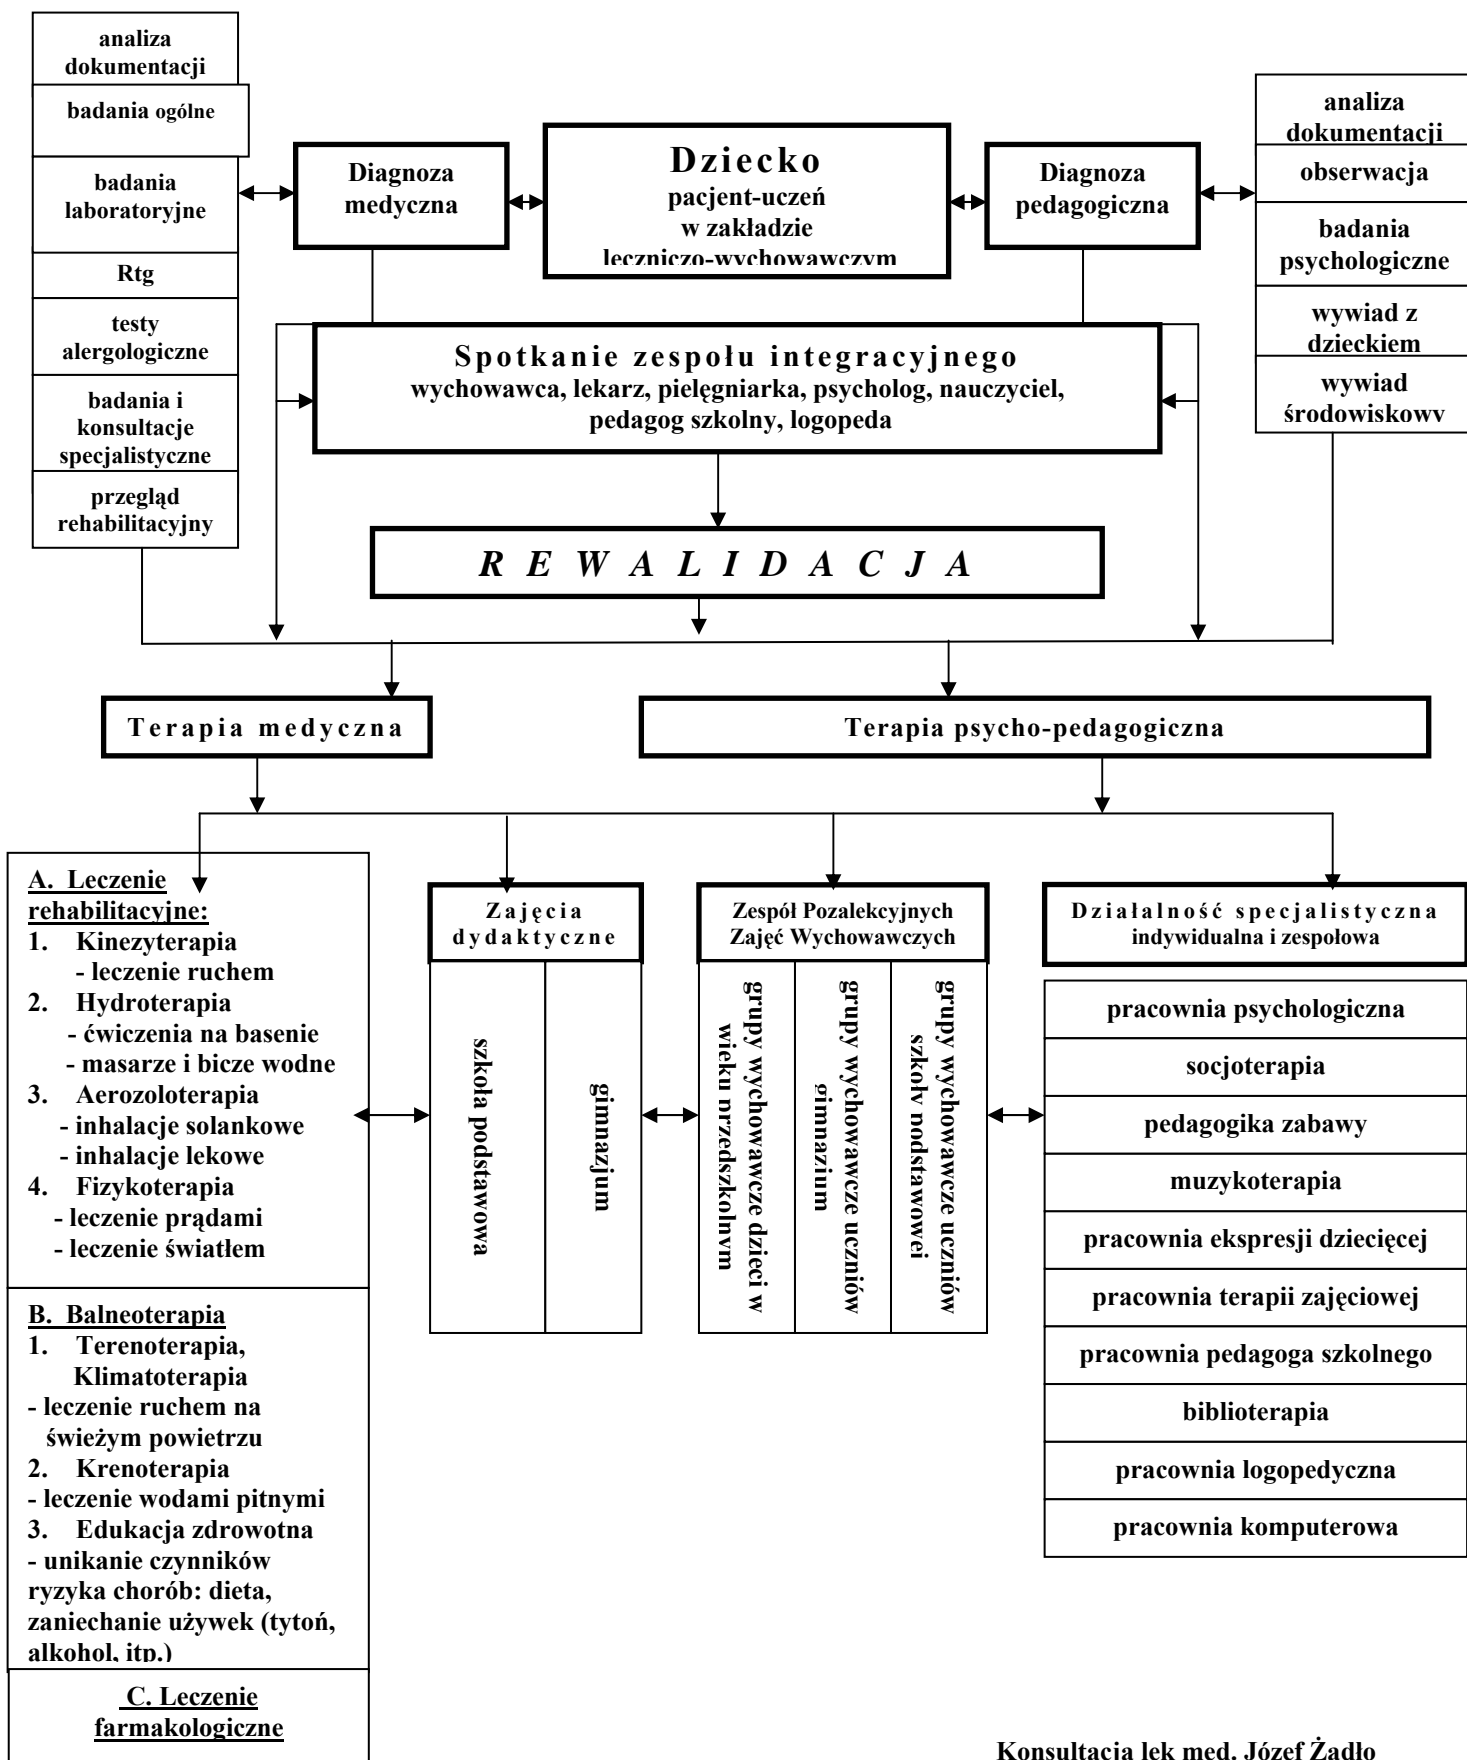 analiza
dokumentacji
badania ogólne
badania
laboratoryjne
Rtg
testy
alergologiczne
badania i
konsultacje
specjalistyczne
przegląd
rehabilitacyjny
Diagnoza
medyczna
Dziecko
pacjent-uczeń
w zakładzie
leczniczo-wychowawczym
Diagnoza
pedagogiczna
analiza
dokumentacji
obserwacja
badania
psychologiczne
wywiad z
dzieckiem
wywiad
środowiskowy
Spotkanie zespołu integracyjnego
wychowawca, lekarz, pielęgniarka, psycholog, nauczyciel,
pedagog szkolny, logopeda
REWALIDACJA
Terapia medyczna
Terapia psycho-pedagogiczna
A. Leczenie
rehabilitacyjne:
1. Kinezyterapia
- leczenie ruchem
2. Hydroterapia
- ćwiczenia na basenie
- masarze i bicze wodne
3. Aerozoloterapia
- inhalacje solankowe
- inhalacje lekowe
4. Fizykoterapia
- leczenie prądami
- leczenie światłem
B. Balneoterapia
1. Terenoterapia,
Klimatoterapia
- leczenie ruchem na
świeżym powietrzu
2. Krenoterapia
- leczenie wodami pitnymi
3. Edukacja zdrowotna
- unikanie czynników
ryzyka chorób: dieta,
zaniechanie używek (tytoń,
alkohol, itp.)
C. Leczenie
farmakologiczne
Zajęcia
dydaktyczne
szkoła podstawowa
gimnazjum
Zespół Pozalekcyjnych
Zajęć Wychowawczych
grupy wychowawcze dzieci w
wieku przedszkolnym
grupy wychowawcze uczniów
gimnazjum
grupy wychowawcze uczniów
szkoły podstawowej
Działalność specjalistyczna
indywidualna i zespołowa
pracownia psychologiczna
socjoterapia
pedagogika zabawy
muzykoterapia
pracownia ekspresji dziecięcej
pracownia terapii zajęciowej
pracownia pedagoga szkolnego
biblioterapia
pracownia logopedyczna
pracownia komputerowa
Konsultacja lek med. Józef Żądło